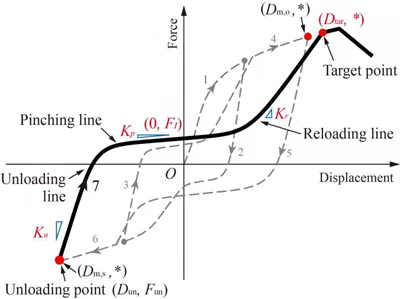 Force
(Dm,o, *)
(Dtar, *)
Target point
4
1
Pinching line
Kp
(0, FI)
Kr
Reloading line
Unloading
line
7
3
2
5
O
Displacement
Ku
6
(Dm,s, *)
Unloading point (Dun, Fun)